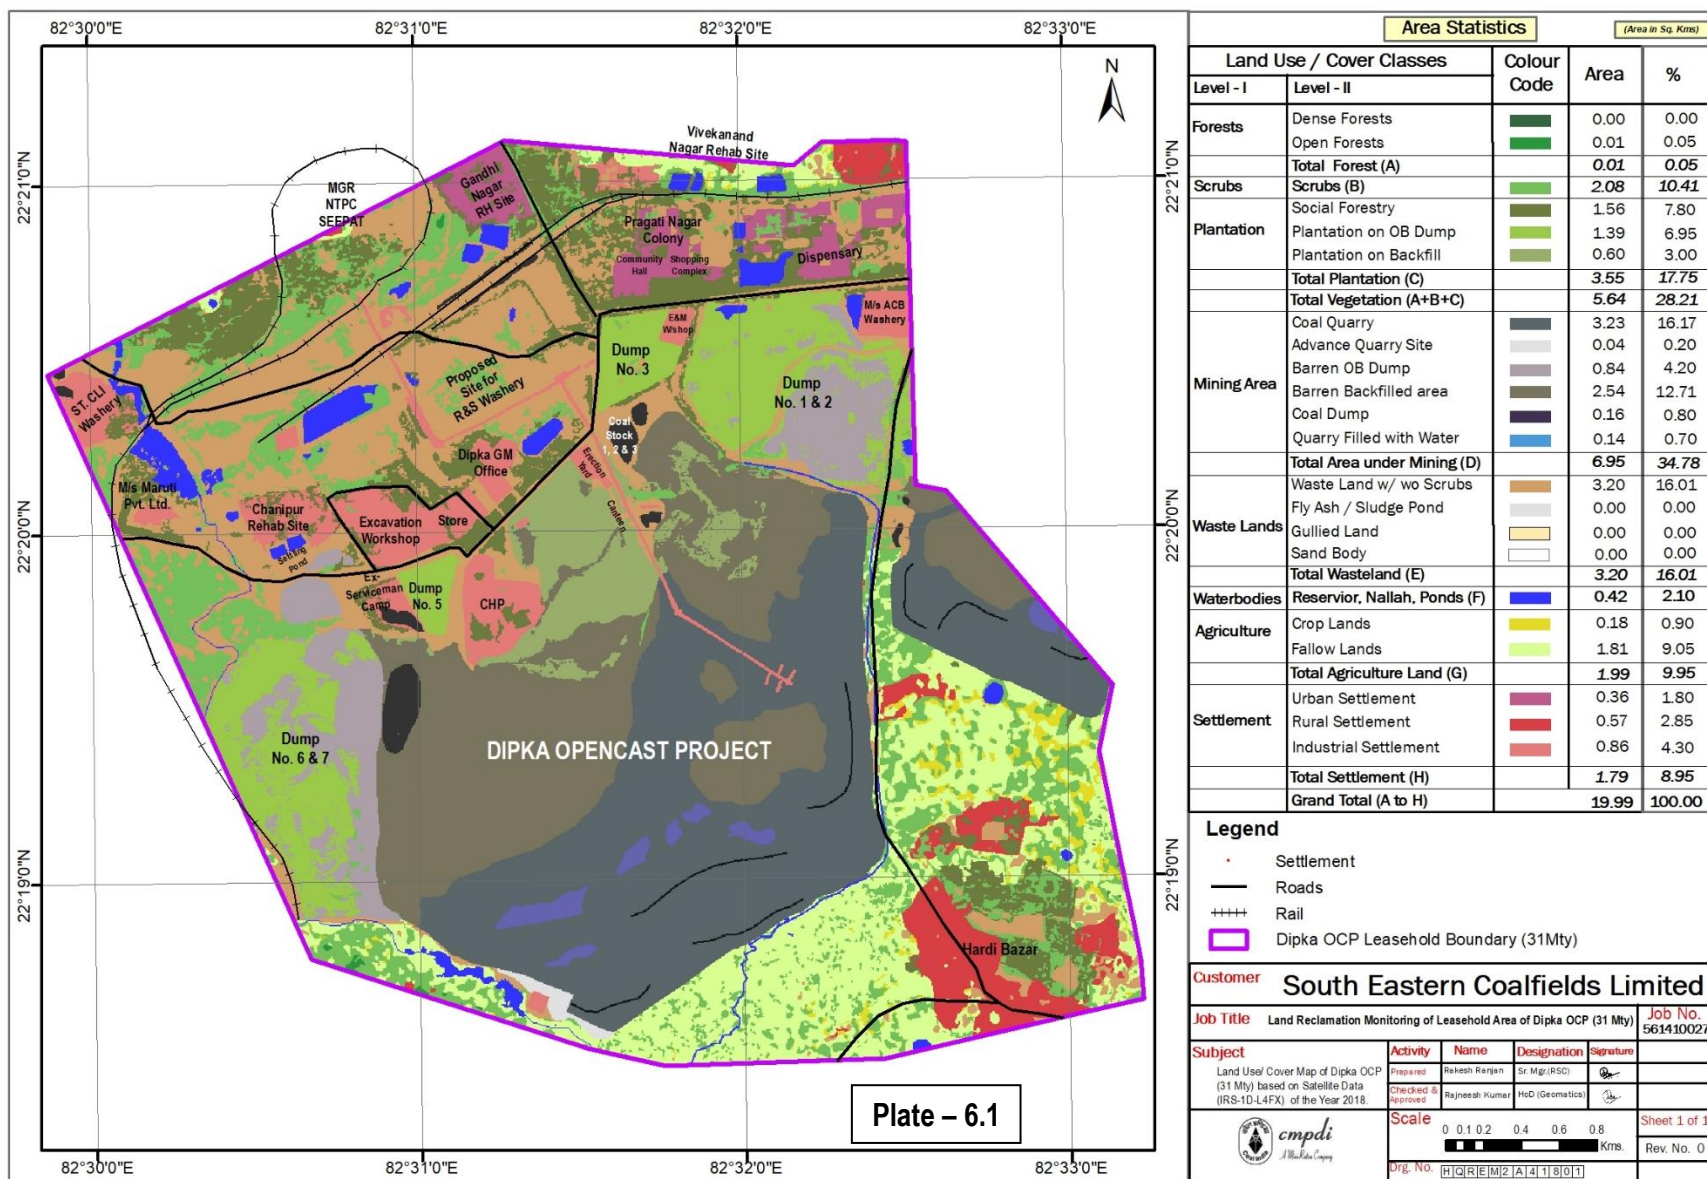 82°30'0"E 82°31'0"E 82°32'0"E 82°33'0"E
N
22°21'0"N
22°20'0"N
22°19'0"N
22°21'0"N
22°20'0"N
22°19'0"N
82°30'0"E 82°31'0"E 82°32'0"E 82°33'0"E
Vivekanand
Nagar Rehab Site
MGR
NTPC
SEEPAT
Gandhi
Nagar
RH Site
Pragati Nagar
Colony
Community
Hall
Shopping
Complex
Dispensary
M/s ACB
Washery
E&M
W/shop
Dump
No. 3
Dump
No. 1 & 2
Proposed
Site for
R&S Washery
ST. CLI
Washery
Coal
Stock
1, 2 & 3
Dipka GM
Office
Erection
Yard
Canteen
M/s Maruti
Pvt. Ltd.
Chanipur
Rehab Site
Excavation
Workshop
Store
Settling
Pond
Ex-
Serviceman
Camp
Dump
No. 5
CHP
Dump
No. 6 & 7
DIPKA OPENCAST PROJECT
Hardi Bazar
Plate – 6.1
Area Statistics
(Area in Sq. Kms)
Land Use / Cover Classes Colour Code Area %
Level - I Level - II
Forests Dense Forests 0.00 0.00
Open Forests 0.01 0.05
Total Forest (A) 0.01 0.05
Scrubs Scrubs (B) 2.08 10.41
Plantation Social Forestry 1.56 7.80
Plantation on OB Dump 1.39 6.95
Plantation on Backfill 0.60 3.00
Total Plantation (C) 3.55 17.75
Total Vegetation (A+B+C) 5.64 28.21
Mining Area Coal Quarry 3.23 16.17
Advance Quarry Site 0.04 0.20
Barren OB Dump 0.84 4.20
Barren Backfilled area 2.54 12.71
Coal Dump 0.16 0.80
Quarry Filled with Water 0.14 0.70
Total Area under Mining (D) 6.95 34.78
Waste Lands Waste Land w/ wo Scrubs 3.20 16.01
Fly Ash / Sludge Pond 0.00 0.00
Gullied Land 0.00 0.00
Sand Body 0.00 0.00
Total Wasteland (E) 3.20 16.01
Waterbodies Reservior, Nallah, Ponds (F) 0.42 2.10
Agriculture Crop Lands 0.18 0.90
Fallow Lands 1.81 9.05
Total Agriculture Land (G) 1.99 9.95
Settlement Urban Settlement 0.36 1.80
Rural Settlement 0.57 2.85
Industrial Settlement 0.86 4.30
Total Settlement (H) 1.79 8.95
Grand Total (A to H) 19.99 100.00
Legend
Settlement
Roads
Rail
Dipka OCP Leasehold Boundary (31Mty)
Customer South Eastern Coalfields Limited
Job Title Land Reclamation Monitoring of Leasehold Area of Dipka OCP (31 Mty) Job No.
561410027
Subject
Land Use/ Cover Map of Dipka OCP
(31 Mty) based on Satellite Data
(IRS-1D-L4FX) of the Year 2018.
Activity Name Designation Signature
Prepared Rakesh Ranjan Sr. Mgr.(RSC)
Checked & Approved Rajneesh Kumar HoD (Geomatics)
cmpdi
A MiniRatna Company
Scale
0 0.1 0.2 0.4 0.6 0.8
Kms.
Sheet 1 of 1
Rev. No. 0
Drg. No. HQREM2A41801